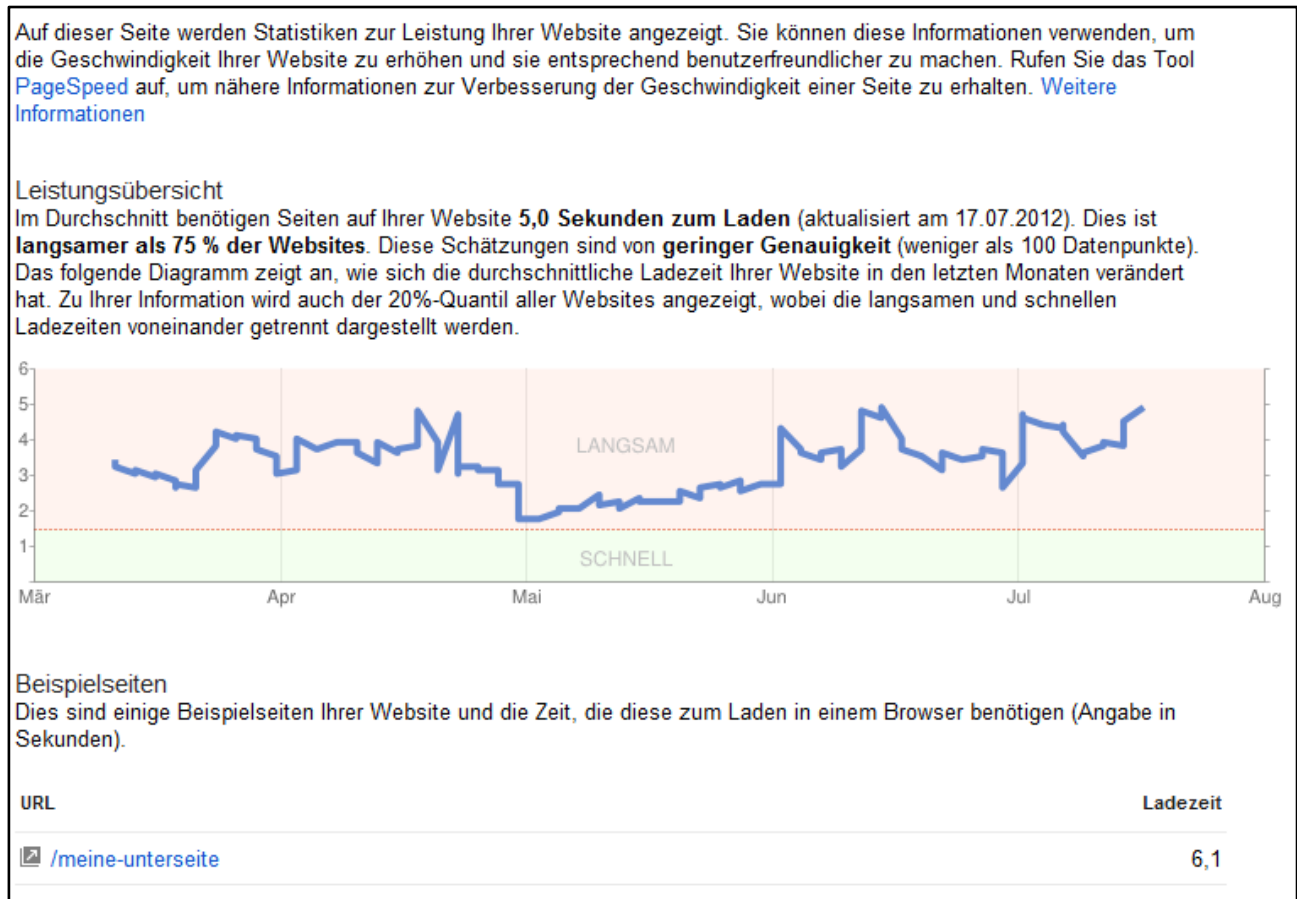 Auf dieser Seite werden Statistiken zur Leistung Ihrer Website angezeigt. Sie können diese Informationen verwenden, um
die Geschwindigkeit Ihrer Website zu erhöhen und sie entsprechend benutzerfreundlicher zu machen. Rufen Sie das Tool
PageSpeed auf, um nähere Informationen zur Verbesserung der Geschwindigkeit einer Seite zu erhalten. Weitere
Informationen
Leistungsübersicht
Im Durchschnitt benötigen Seiten auf Ihrer Website 5,0 Sekunden zum Laden (aktualisiert am 17.07.2012). Dies ist
langsamer als 75 % der Websites. Diese Schätzungen sind von geringer Genauigkeit (weniger als 100 Datenpunkte).
Das folgende Diagramm zeigt an, wie sich die durchschnittliche Ladezeit Ihrer Website in den letzten Monaten verändert
hat. Zu Ihrer Information wird auch der 20%-Quantil aller Websites angezeigt, wobei die langsamen und schnellen
Ladezeiten voneinander getrennt dargestellt werden.
6
5
4
LANGSAM
3
2
1
SCHNELL
Mär Apr Mai Jun Jul Aug
Beispielseiten
Dies sind einige Beispielseiten Ihrer Website und die Zeit, die diese zum Laden in einem Browser benötigen (Angabe in
Sekunden).
URL Ladezeit
/meine-unterseite 6,1